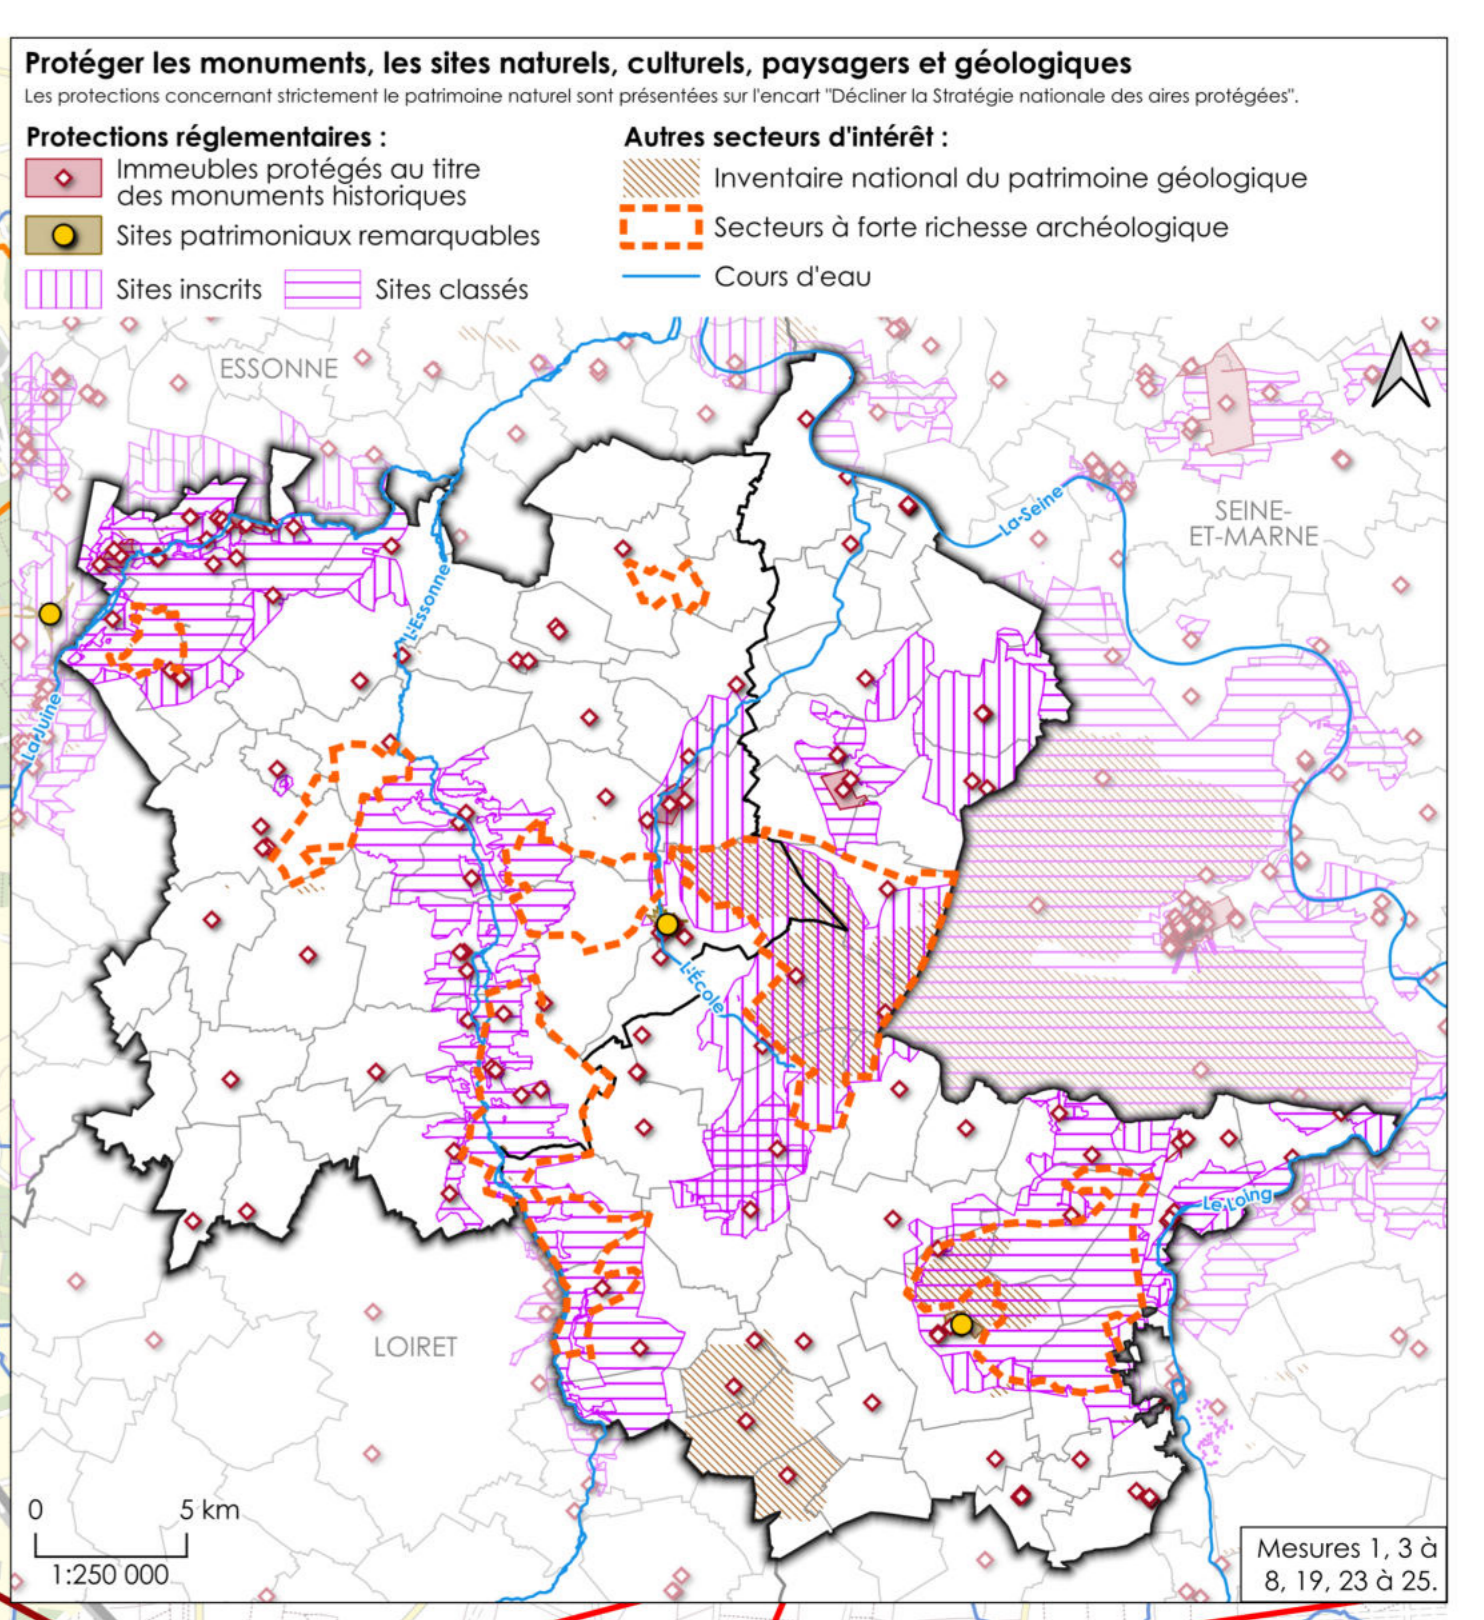 Protéger les monuments, les sites naturels, culturels, paysagers et géologiques
Les protections concernant strictement le patrimoine naturel sont présentées sur l'encart "Décliner la Stratégie nationale des aires protégées".
Protections réglementaires :
Immeubles protégés au titre
des monuments historiques
Sites patrimoniaux remarquables
Sites inscrits
Sites classés
Autres secteurs d'intérêt :
Inventaire national du patrimoine géologique
Secteurs à forte richesse archéologique
Cours d'eau
ESSONNE
La-Seine
SEINE-
ET-MARNE
L'Essonne
La Juine
L'École
Le Loing
LOIRET
0 5 km
1:250 000
Mesures 1, 3 à
8, 19, 23 à 25.